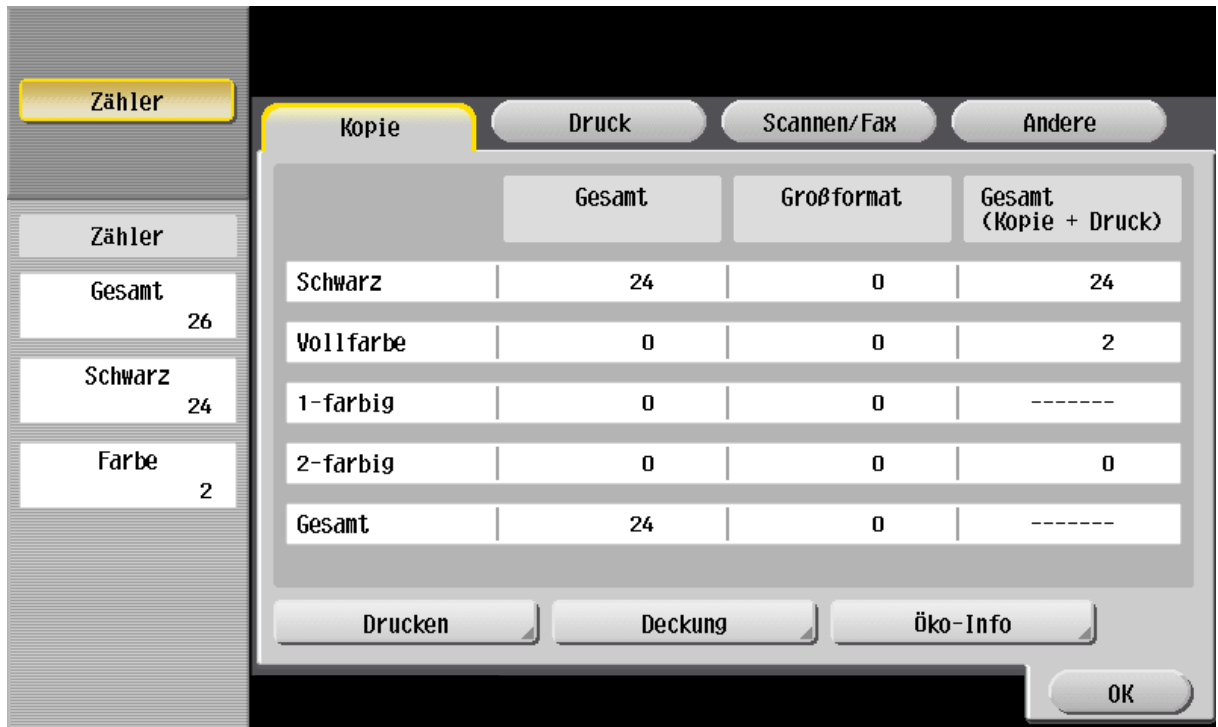 Zähler
Kopie Druck Scannen/Fax Andere
Zähler
Gesamt
26
Schwarz
24
Farbe
2
Gesamt Großformat Gesamt
(Kopie + Druck)
Schwarz 24 0 24
Vollfarbe 0 0 2
1-farbig 0 0 -------
2-farbig 0 0 0
Gesamt 24 0 -------
Drucken Deckung Öko-Info
OK